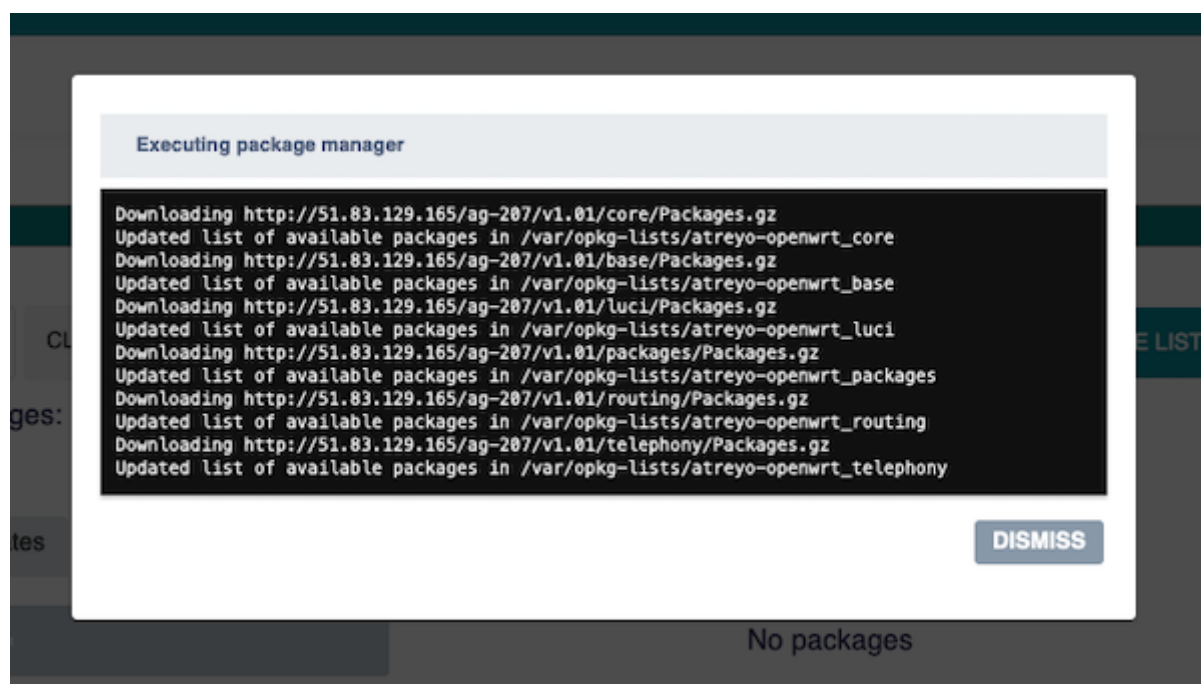 Executing package manager
Downloading http://51.83.129.165/ag-207/v1.01/core/Packages.gz
Updated list of available packages in /var/opkg-lists/atreyo-openwrt_core
Downloading http://51.83.129.165/ag-207/v1.01/base/Packages.gz
Updated list of available packages in /var/opkg-lists/atreyo-openwrt_base
Downloading http://51.83.129.165/ag-207/v1.01/luci/Packages.gz
Updated list of available packages in /var/opkg-lists/atreyo-openwrt_luci
Downloading http://51.83.129.165/ag-207/v1.01/packages/Packages.gz
Updated list of available packages in /var/opkg-lists/atreyo-openwrt_packages
Downloading http://51.83.129.165/ag-207/v1.01/routing/Packages.gz
Updated list of available packages in /var/opkg-lists/atreyo-openwrt_routing
Downloading http://51.83.129.165/ag-207/v1.01/telephony/Packages.gz
Updated list of available packages in /var/opkg-lists/atreyo-openwrt_telephony
CL
E LIST
ges:
tes
DISMISS
No packages